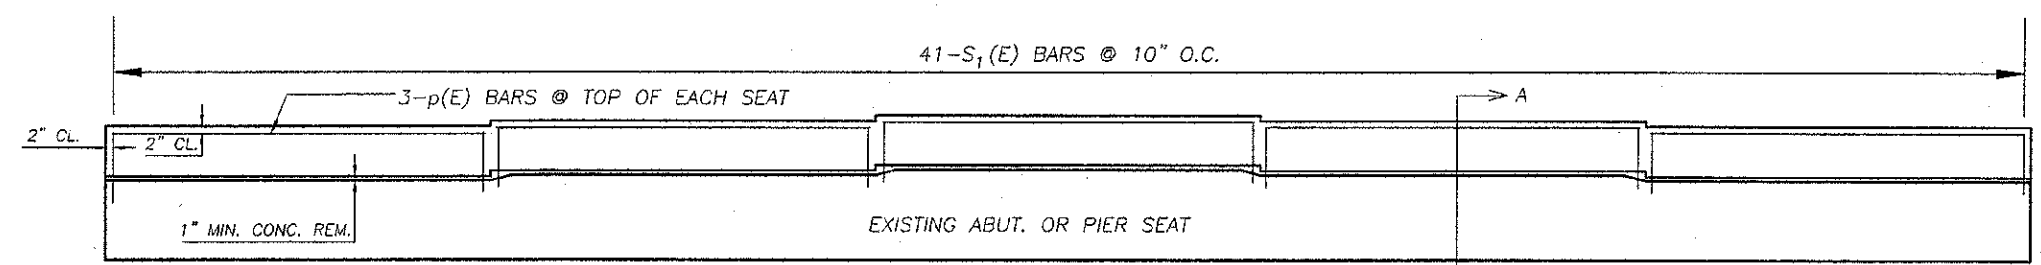 41-S₁(E) BARS @ 10" O.C.
3-p(E) BARS @ TOP OF EACH SEAT
A
2" CL.
2" CL.
1" MIN. CONC. REM.
EXISTING ABUT. OR PIER SEAT